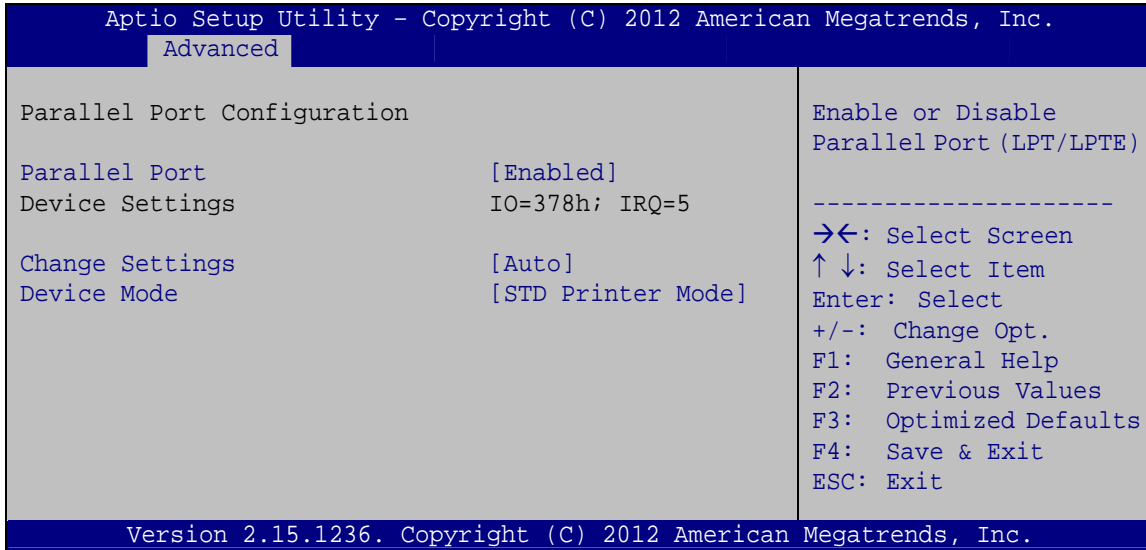 Aptio Setup Utility – Copyright (C) 2012 American Megatrends, Inc.
Advanced
Parallel Port Configuration
Parallel Port [Enabled]
Device Settings IO=378h; IRQ=5
Change Settings [Auto]
Device Mode [STD Printer Mode]
Enable or Disable
Parallel Port (LPT/LPTE)
---------------------
→←: Select Screen
↑ ↓: Select Item
Enter: Select
+/-: Change Opt.
F1: General Help
F2: Previous Values
F3: Optimized Defaults
F4: Save & Exit
ESC: Exit
Version 2.15.1236. Copyright (C) 2012 American Megatrends, Inc.